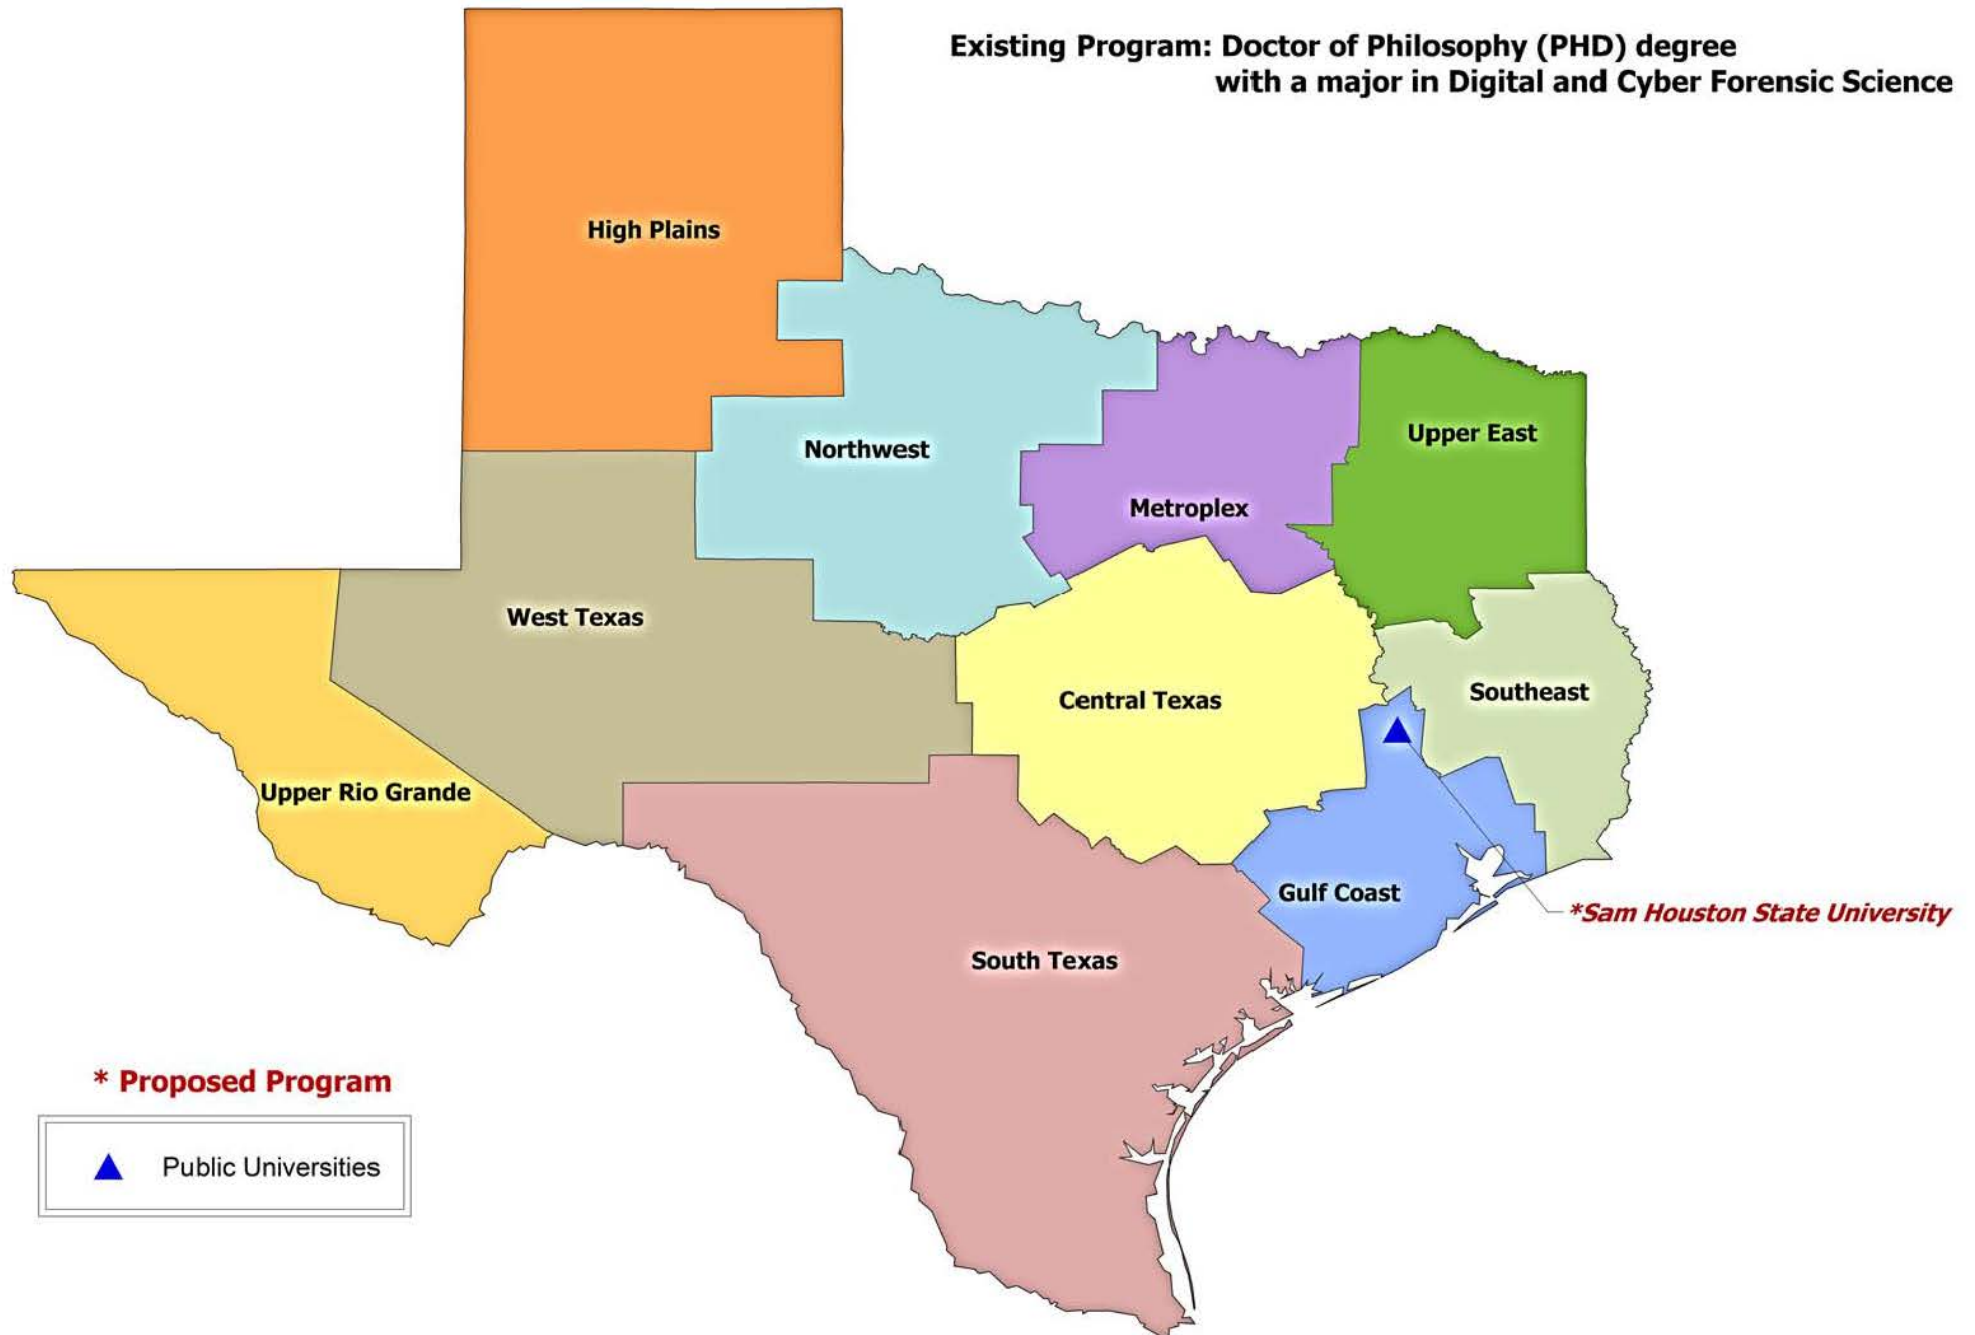 Existing Program: Doctor of Philosophy (PHD) degree
with a major in Digital and Cyber Forensic Science
High Plains
Northwest
Upper East
Metroplex
West Texas
Southeast
Central Texas
Upper Rio Grande
Gulf Coast
*Sam Houston State University
South Texas
* Proposed Program
Public Universities